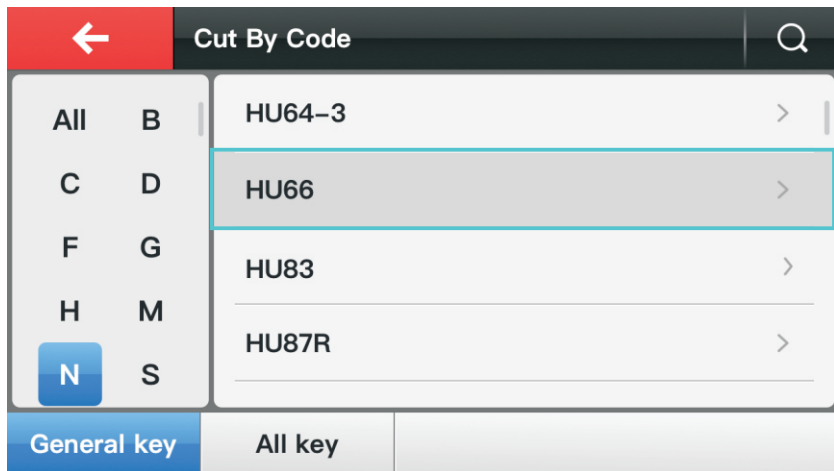 Cut By Code
All B
C D
F G
H M
N S
HU64-3
HU66
HU83
HU87R
General key All key